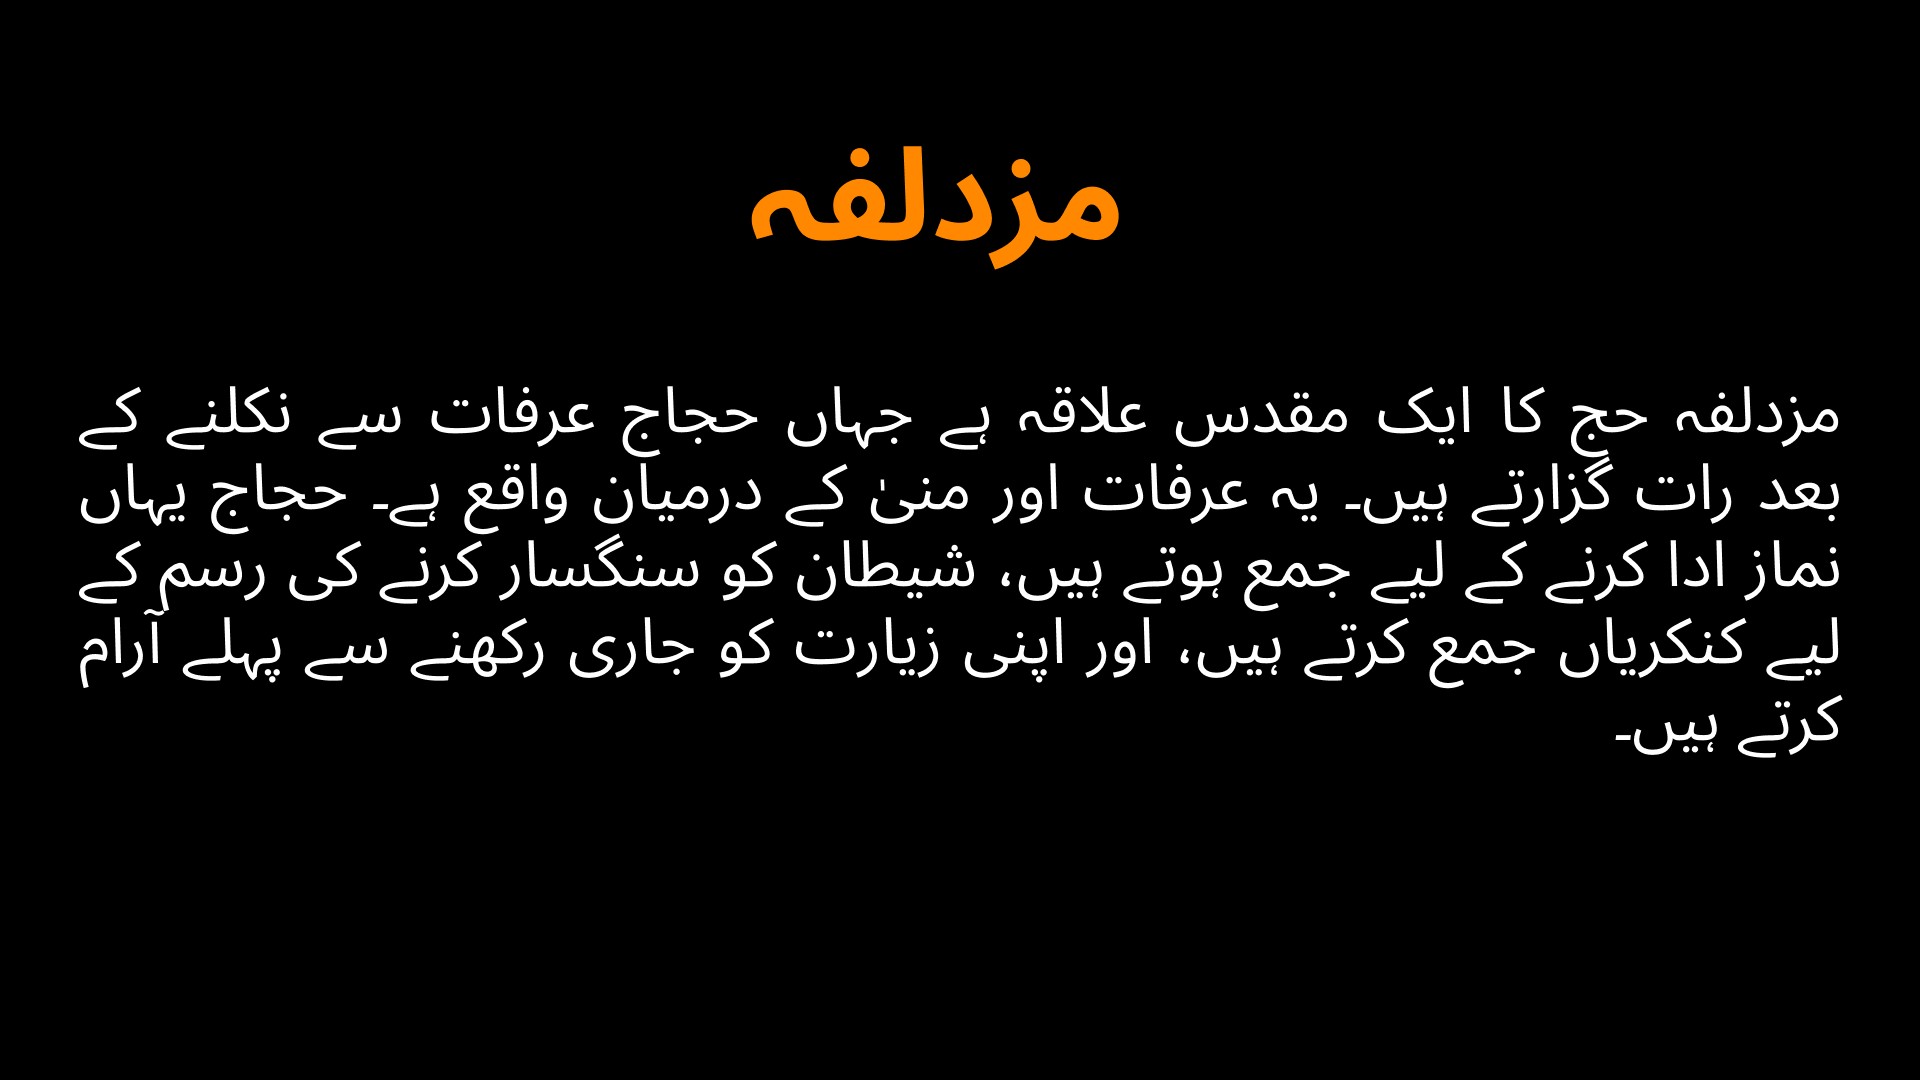 مزدلفہ
مزدلفہ حج کا ایک مقدس علاقہ ہے جہاں حجاج عرفات سے نکلنے کے
بعد رات گزارتے ہیں۔ یہ عرفات اور منیٰ کے درمیان واقع ہے۔ حجاج یہاں
نماز ادا کرنے کے لیے جمع ہوتے ہیں، شیطان کو سنگسار کرنے کی رسم کے
لیے کنکریاں جمع کرتے ہیں، اور اپنی زیارت کو جاری رکھنے سے پہلے آرام
کرتے ہیں۔